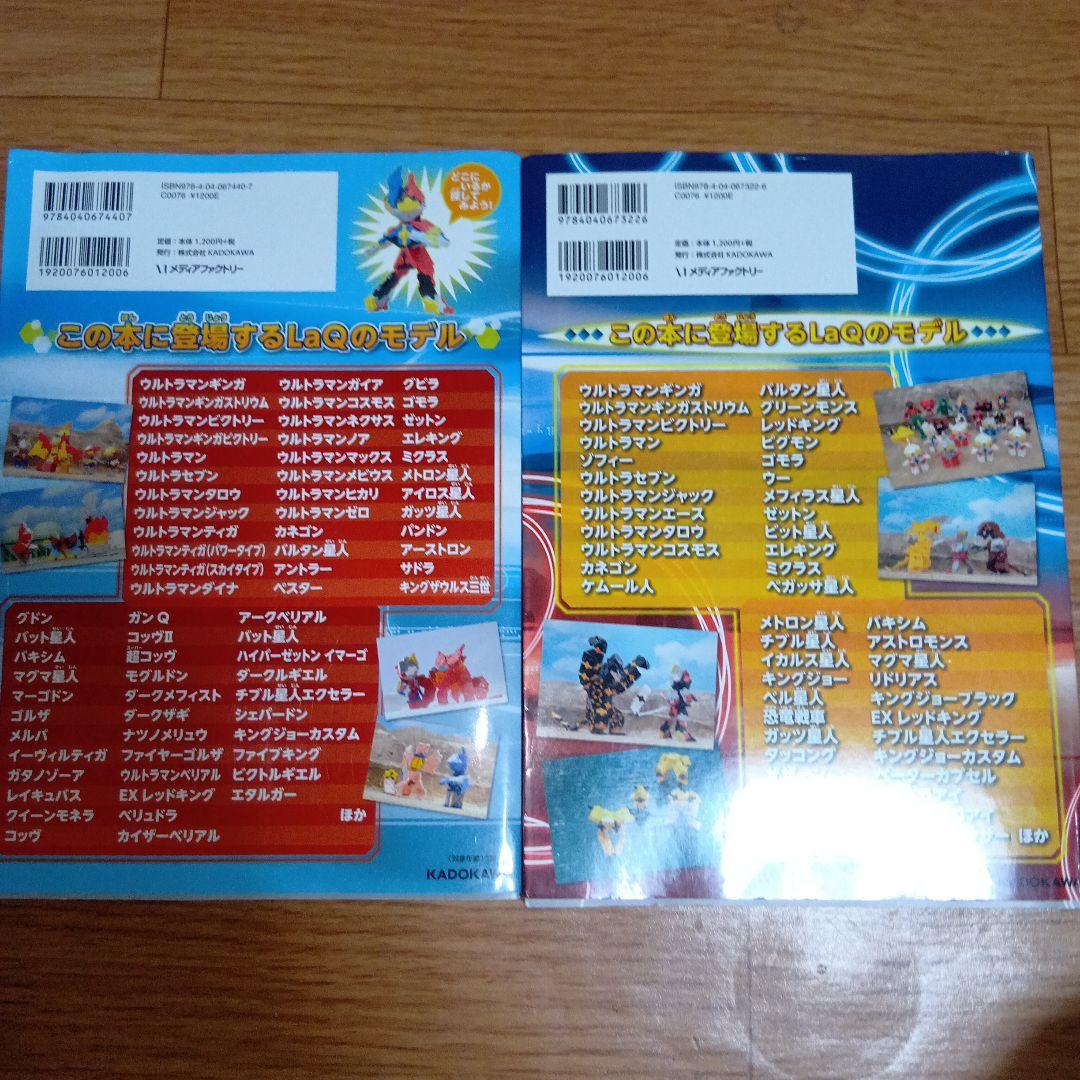 ISBN978-4-04-067440-7
C0076 ¥1200E
9784040674407
定価：本体1,200円+税
発行：株式会社 KADOKAWA
メディアファクトリー
1920076012006
どこに
いるか
探して
みよう!
この本に登場するLaQのモデル
ウルトラマンギンガ ウルトラマンガイア グビラ
ウルトラマンギンガストリウム ウルトラマンコスモス ゴモラ
ウルトラマンビクトリー ウルトラマンネクサス ゼットン
ウルトラマンギンガビクトリー ウルトラマンノア エレキング
ウルトラマン ウルトラマンマックス ミクラス
ウルトラセブン ウルトラマンメビウス メトロン星人
ウルトラマンタロウ ウルトラマンヒカリ アイロス星人
ウルトラマンジャック ウルトラマンゼロ ガッツ星人
ウルトラマンティガ カネゴン バンドン
ウルトラマンティガ(パワータイプ) バルタン星人 アーストロン
ウルトラマンティガ(スカイタイプ) アントラー サドラ
ウルトラマンダイナ ペスター キングザウルス三世
グドン ガンQ アークベリアル
バット星人 コッヴII バット星人
バキシム 超コッヴ ハイパーゼットン イマーゴ
マグマ星人 モグルドン ダークルギエル
マーゴドン ダークメフィスト チブル星人エクセラー
ゴルザ ダークザギ シェパードン
メルバ ナツノメリュウ キングジョーカスタム
イーヴィルティガ ファイヤーゴルザ ファイブキング
ガタノゾーア ウルトラマンベリアル ビクトルギエル
レイキュバス EXレッドキング エタルガー
クイーンモネラ ベリュドラ ほか
コッヴ カイザーベリアル
KADOKAWA
ISBN978-4-04-067322-6
C0076 ¥1200E
9784040673226
定価：本体1,200円+税
発行：株式会社 KADOKAWA
メディアファクトリー
1920076012006
この本に登場するLaQのモデル
ウルトラマンギンガ バルタン星人
ウルトラマンギンガストリウム グリーンモンス
ウルトラマンビクトリー レッドキング
ウルトラマン ピグモン
ゾフィー ゴモラ
ウルトラセブン ウー
ウルトラマンジャック メフィラス星人
ウルトラマンエース ゼットン
ウルトラマンタロウ ピット星人
ウルトラマンコスモス エレキング
カネゴン ミクラス
ケムール人 ペガッサ星人
メトロン星人 バキシム
チブル星人 アストロモンス
イカルス星人 マグマ星人
キングジョー リドリアス
ペル星人 キングジョーブラック
恐竜戦車 EXレッドキング
ガッツ星人 チブル星人エクセラー
タッコング キングジョーカスタム
ベーターカプセル
ほか
KADOKAWA